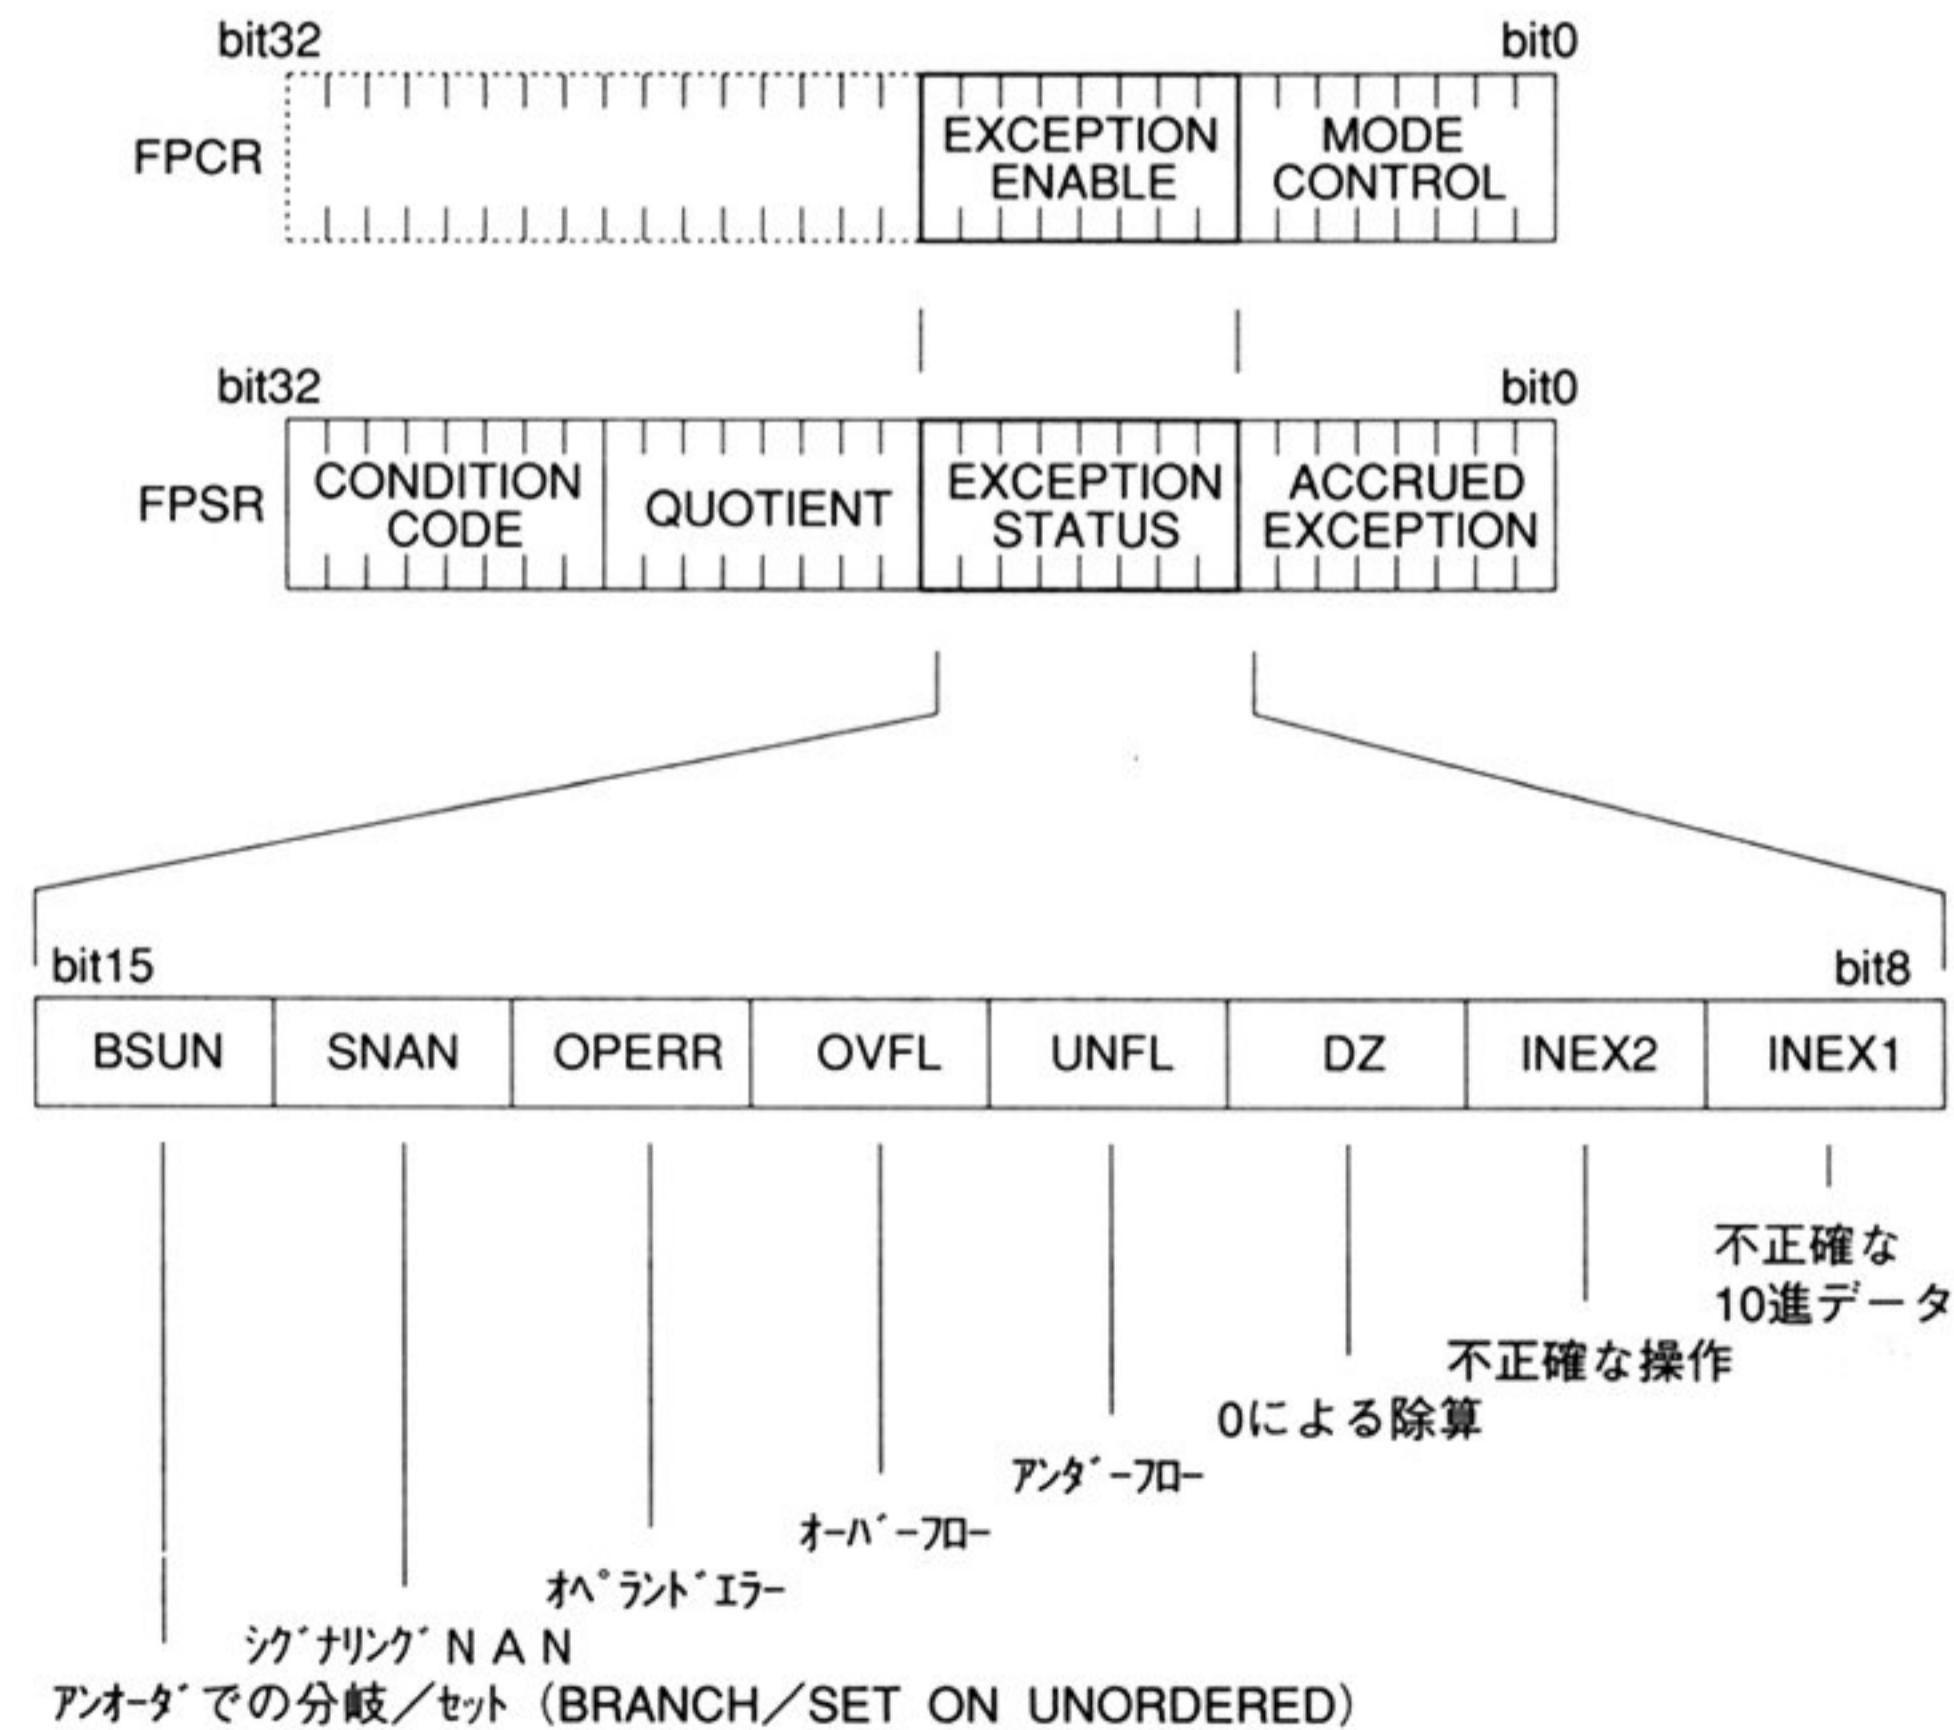 bit32 bit0
FPCR
EXCEPTION
ENABLE
MODE
CONTROL
bit32 bit0
FPSR
CONDITION
CODE
QUOTIENT
EXCEPTION
STATUS
ACCRUED
EXCEPTION
bit15 bit8
BSUN SNAN OPERR OVFL UNFL DZ INEX2 INEX1
不正確な
10進データ
不正確な操作
0による除算
ｱﾝﾀﾞｰﾌﾛｰ
ｵｰﾊﾞｰﾌﾛｰ
ｵﾍﾟﾗﾝﾄﾞｴﾗｰ
ｼｸﾞﾅﾘﾝｸﾞＮＡＮ
ｱﾝｵｰﾀﾞでの分岐／ｾｯﾄ（BRANCH／SET ON UNORDERED）